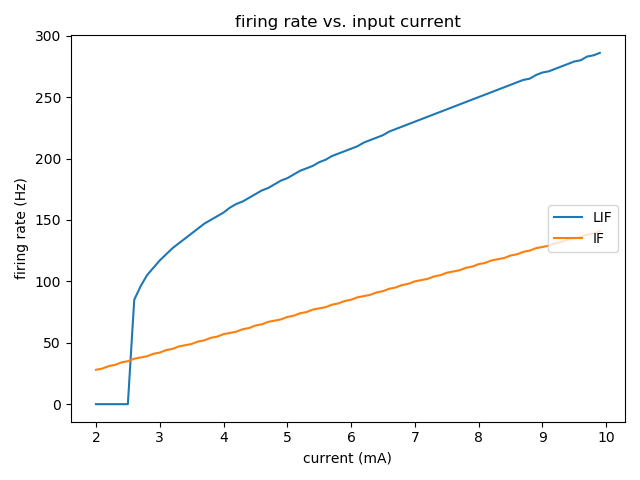 firing rate vs. input current
300
250
200
150
100
50
0
firing rate (Hz)
LIF
IF
2 3 4 5 6 7 8 9 10
current (mA)